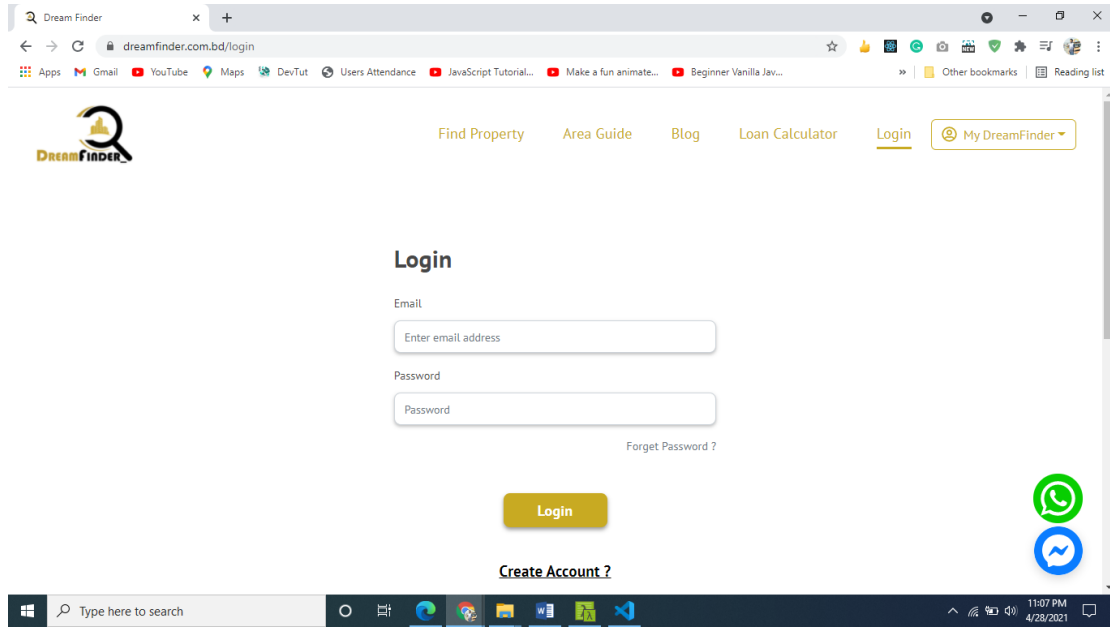 Dream Finder
dreamfinder.com.bd/login
Apps Gmail YouTube Maps DevTut Users Attendance JavaScript Tutorial... Make a fun animate... Beginner Vanilla Jav... » Other bookmarks Reading list
DREAMFINDER
Find Property Area Guide Blog Loan Calculator Login My DreamFinder
Login
Email
Enter email address
Password
Password
Forget Password ?
Login
Create Account ?
Type here to search
11:07 PM
4/28/2021